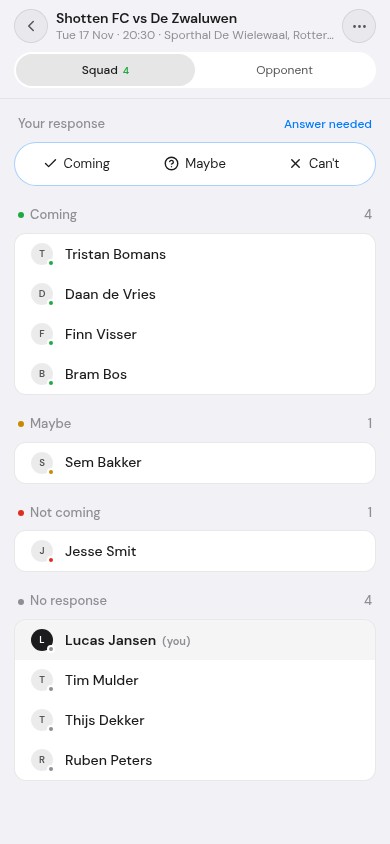 Shotten FC vs De Zwaluwen
Tue 17 Nov · 20:30 · Sporthal De Wielewaal, Rotter...
Squad 4
Opponent
Your response
Answer needed
Coming
Maybe
Can't
Coming
4
T
Tristan Bomans
D
Daan de Vries
F
Finn Visser
B
Bram Bos
Maybe
1
S
Sem Bakker
Not coming
1
J
Jesse Smit
No response
4
L
Lucas Jansen (you)
T
Tim Mulder
T
Thijs Dekker
R
Ruben Peters